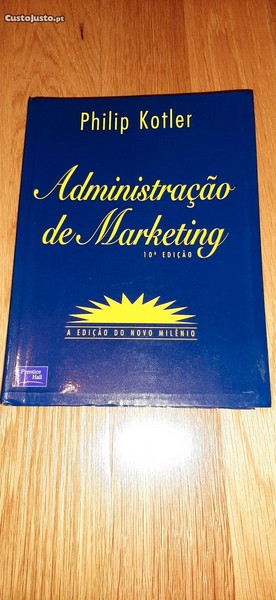 CustoJusto.pt
Philip Kotler
Administração
de Marketing
10ª EDIÇÃO
A EDIÇÃO DO NOVO MILÊNIO
Prentice
Hall